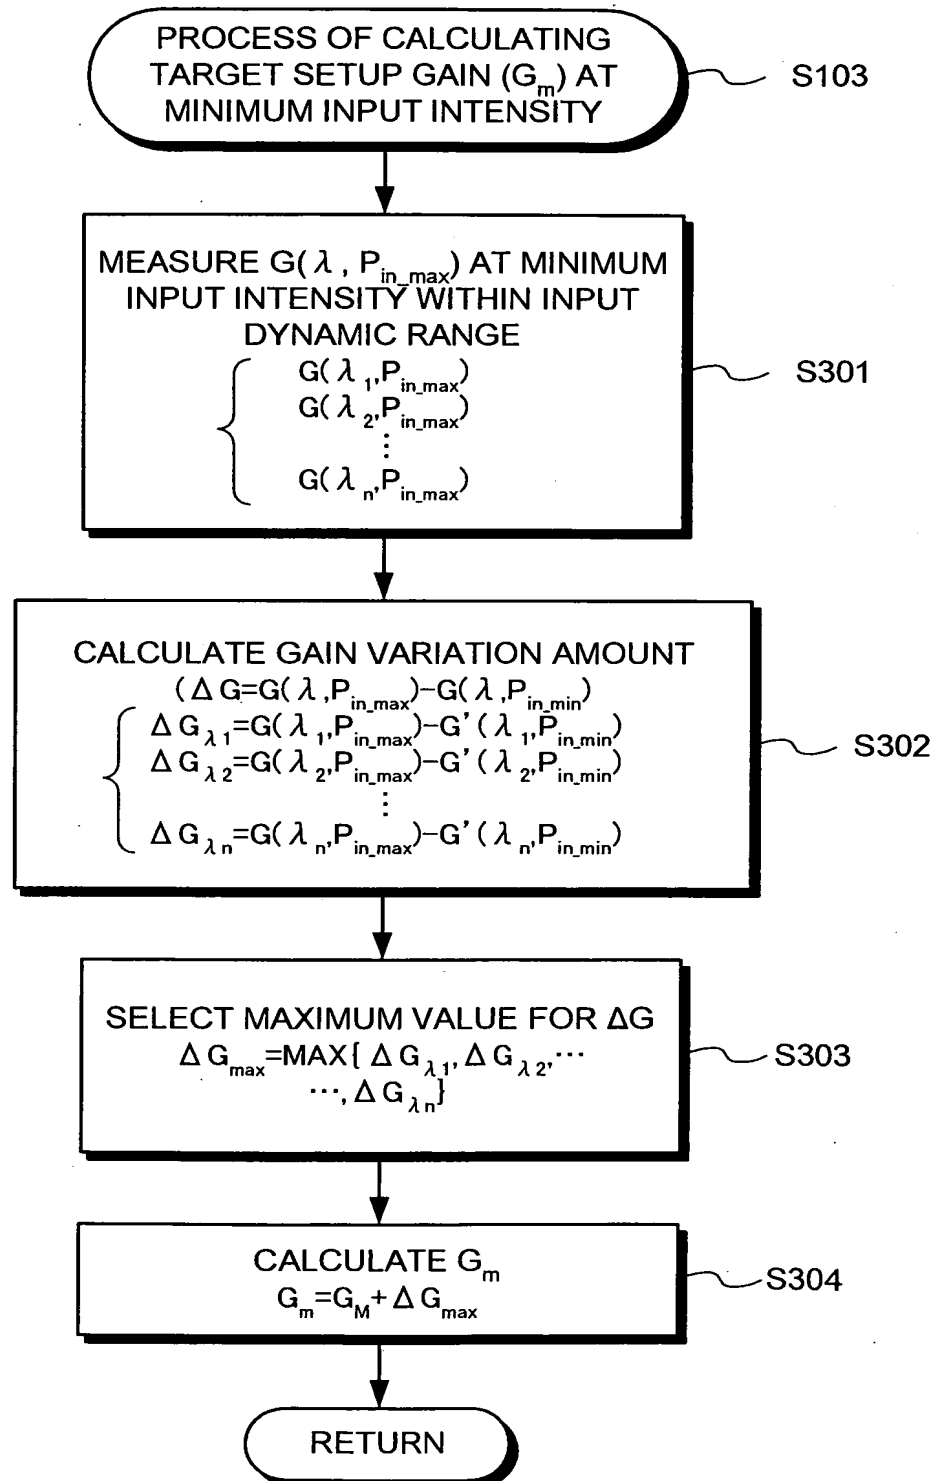 PROCESS OF CALCULATING
TARGET SETUP GAIN (Gm) AT
MINIMUM INPUT INTENSITY
S103
MEASURE G(λ, Pin_max) AT MINIMUM
INPUT INTENSITY WITHIN INPUT
DYNAMIC RANGE
G(λ1,Pin_max)
G(λ2,Pin_max)
⋮
G(λn,Pin_max)
S301
CALCULATE GAIN VARIATION AMOUNT
(ΔG=G(λ,Pin_max)-G(λ,Pin_min)
ΔGλ1=G(λ1,Pin_max)-G'(λ1,Pin_min)
ΔGλ2=G(λ2,Pin_max)-G'(λ2,Pin_min)
⋮
ΔGλn=G(λn,Pin_max)-G'(λn,Pin_min)
S302
SELECT MAXIMUM VALUE FOR ΔG
ΔGmax=MAX{ΔGλ1,ΔGλ2,⋯
⋯,ΔGλn}
S303
CALCULATE Gm
Gm=GM+ΔGmax
S304
RETURN